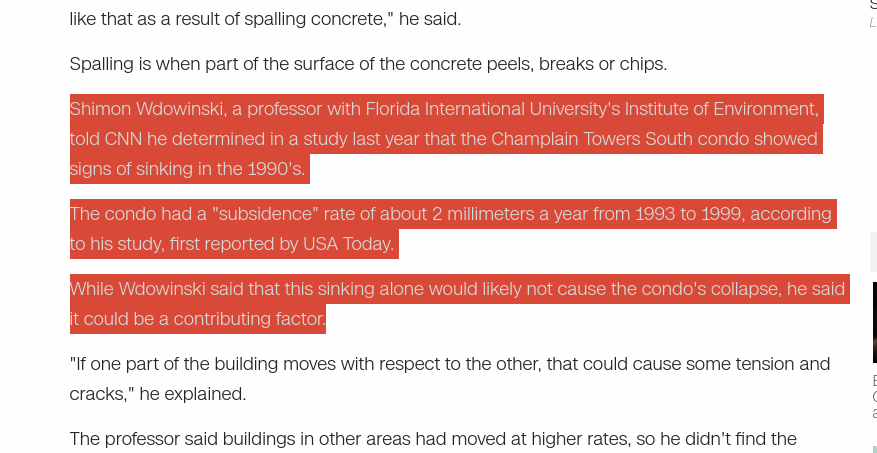 like that as a result of spalling concrete," he said.
Spalling is when part of the surface of the concrete peels, breaks or chips.
Shimon Wdowinski, a professor with Florida International University's Institute of Environment,
told CNN he determined in a study last year that the Champlain Towers South condo showed
signs of sinking in the 1990's.
The condo had a "subsidence" rate of about 2 millimeters a year from 1993 to 1999, according
to his study, first reported by USA Today.
While Wdowinski said that this sinking alone would likely not cause the condo's collapse, he said
it could be a contributing factor.
"If one part of the building moves with respect to the other, that could cause some tension and
cracks," he explained.
The professor said buildings in other areas had moved at higher rates, so he didn't find the